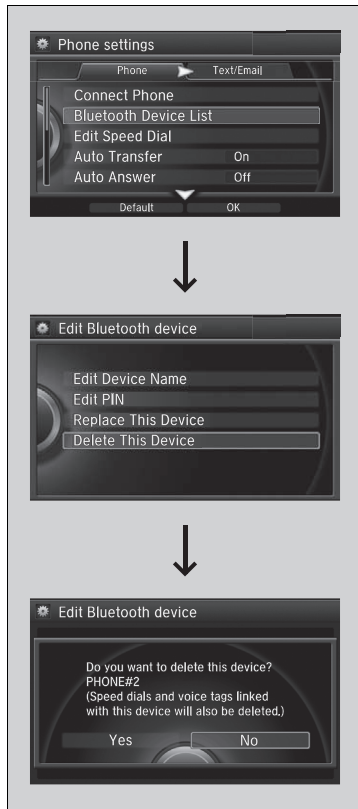 Phone settings
Phone Text/Email
Connect Phone
Bluetooth Device List
Edit Speed Dial
Auto Transfer On
Auto Answer Off
Default OK
Edit Bluetooth device
Edit Device Name
Edit PIN
Replace This Device
Delete This Device
Edit Bluetooth device
Do you want to delete this device?
PHONE#2
(Speed dials and voice tags linked
with this device will also be deleted.)
Yes No